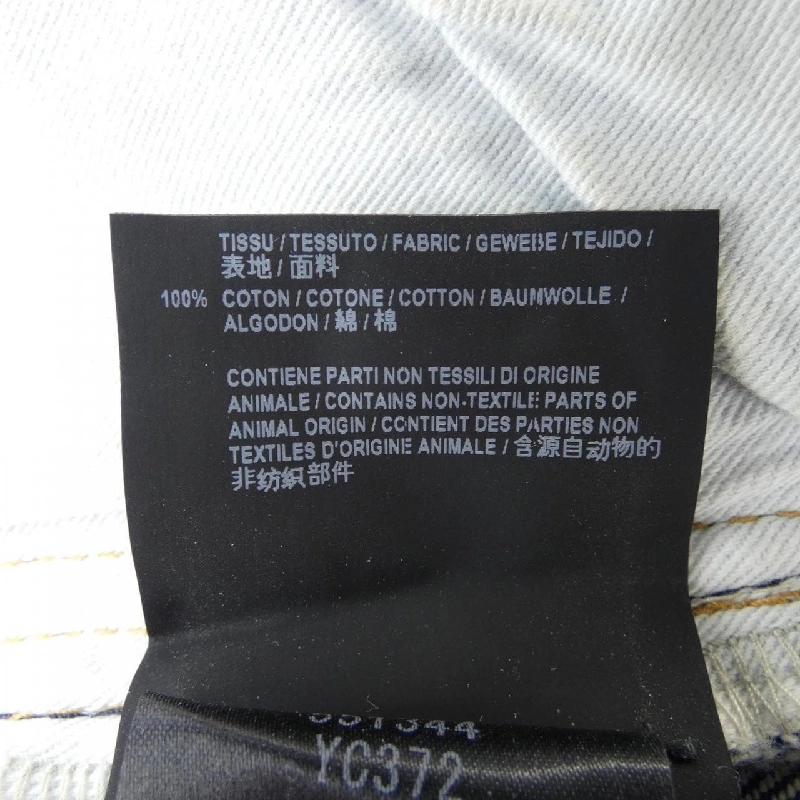 TISSU / TESSUTO / FABRIC / GEWEBE / TEJIDO /
表地 / 面料
100% COTON / COTONE / COTTON / BAUMWOLLE /
ALGODON / 綿 / 棉
CONTIENE PARTI NON TESSILI DI ORIGINE
ANIMALE / CONTAINS NON-TEXTILE PARTS OF
ANIMAL ORIGIN / CONTIENT DES PARTIES NON
TEXTILES D'ORIGINE ANIMALE / 含源自动物的
非纺织部件
YC372